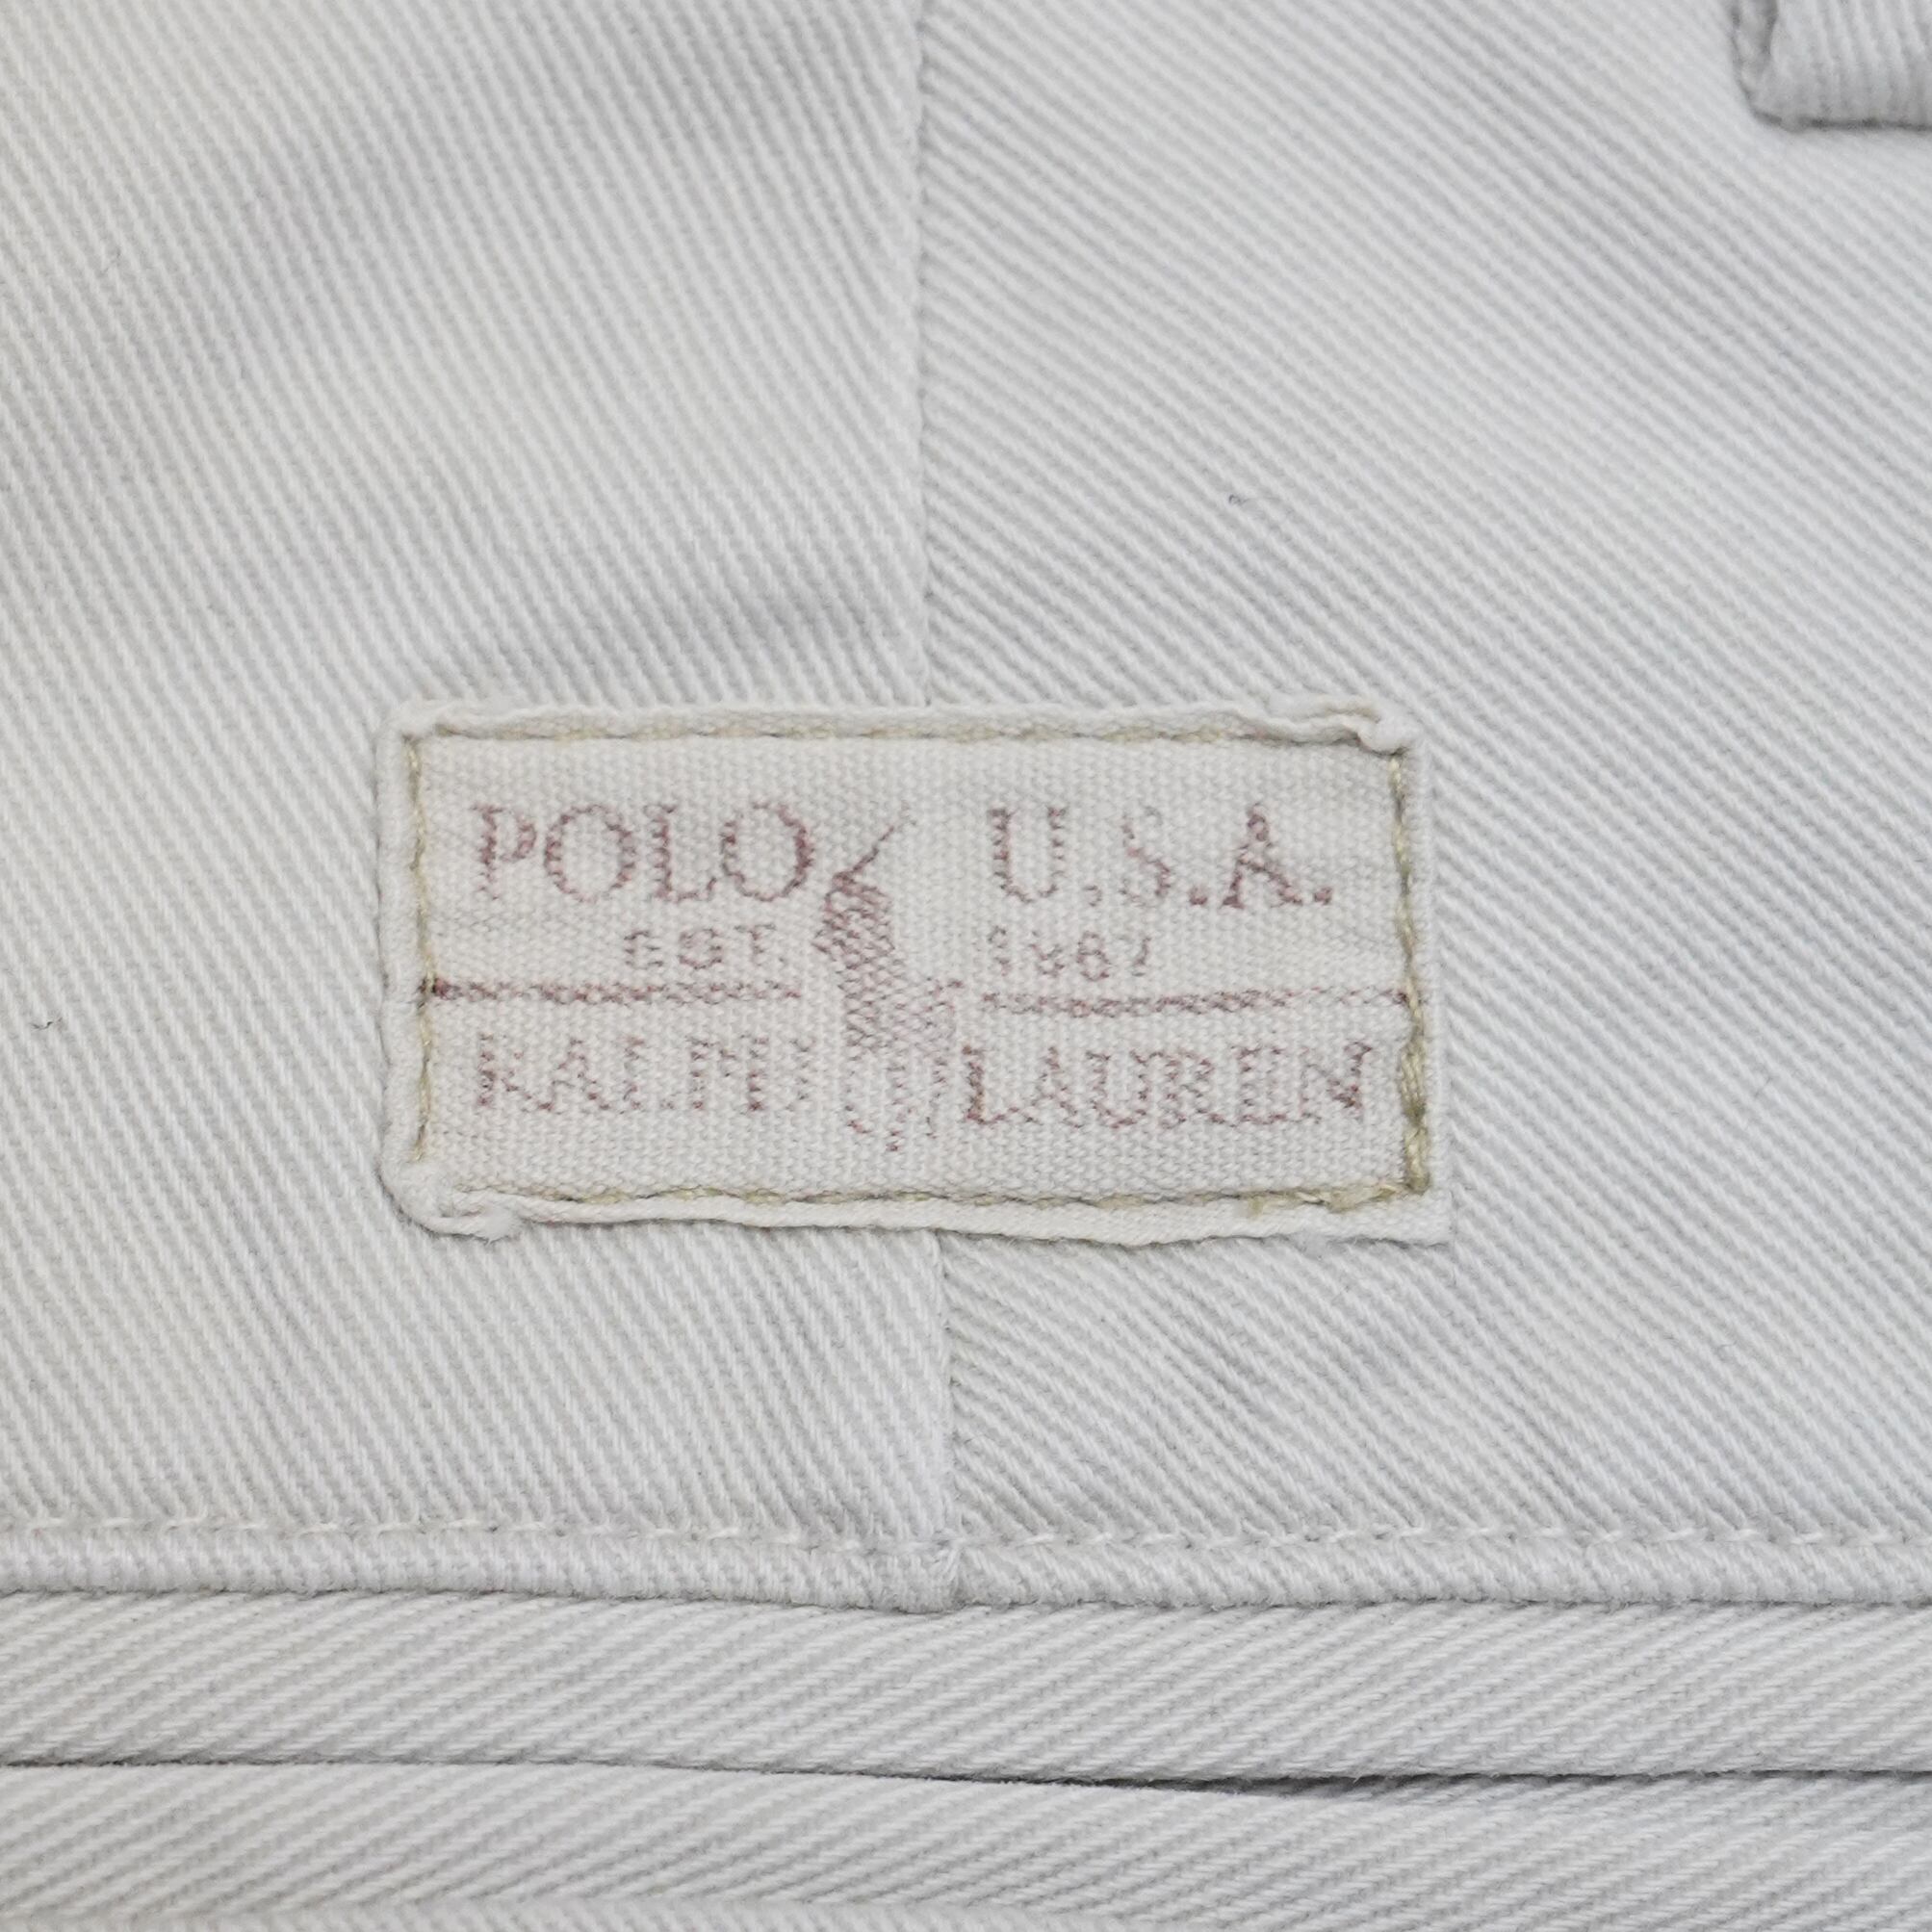 POLO U.S.A.
EST. 1967
RALPH LAUREN